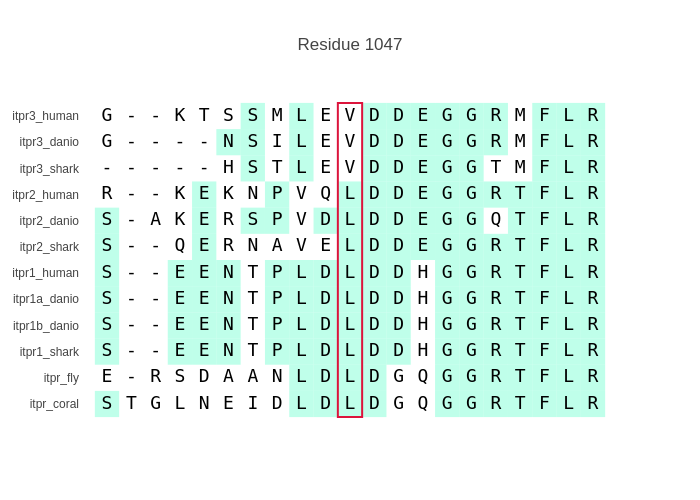 Residue 1047
itpr3_human G - - K T S S M L E V D D E G G R M F L R
itpr3_danio G - - - - N S I L E V D D E G G R M F L R
itpr3_shark - - - - - H S T L E V D D E G G T M F L R
itpr2_human R - - K E K N P V Q L D D E G G R T F L R
itpr2_danio S - A K E R S P V D L D D E G G Q T F L R
itpr2_shark S - - Q E R N A V E L D D E G G R T F L R
itpr1_human S - - E E N T P L D L D D H G G R T F L R
itpr1a_danio S - - E E N T P L D L D D H G G R T F L R
itpr1b_danio S - - E E N T P L D L D D H G G R T F L R
itpr1_shark S - - E E N T P L D L D D H G G R T F L R
itpr_fly E - R S D A A N L D L D G Q G G R T F L R
itpr_coral S T G L N E I D L D L D G Q G G R T F L R